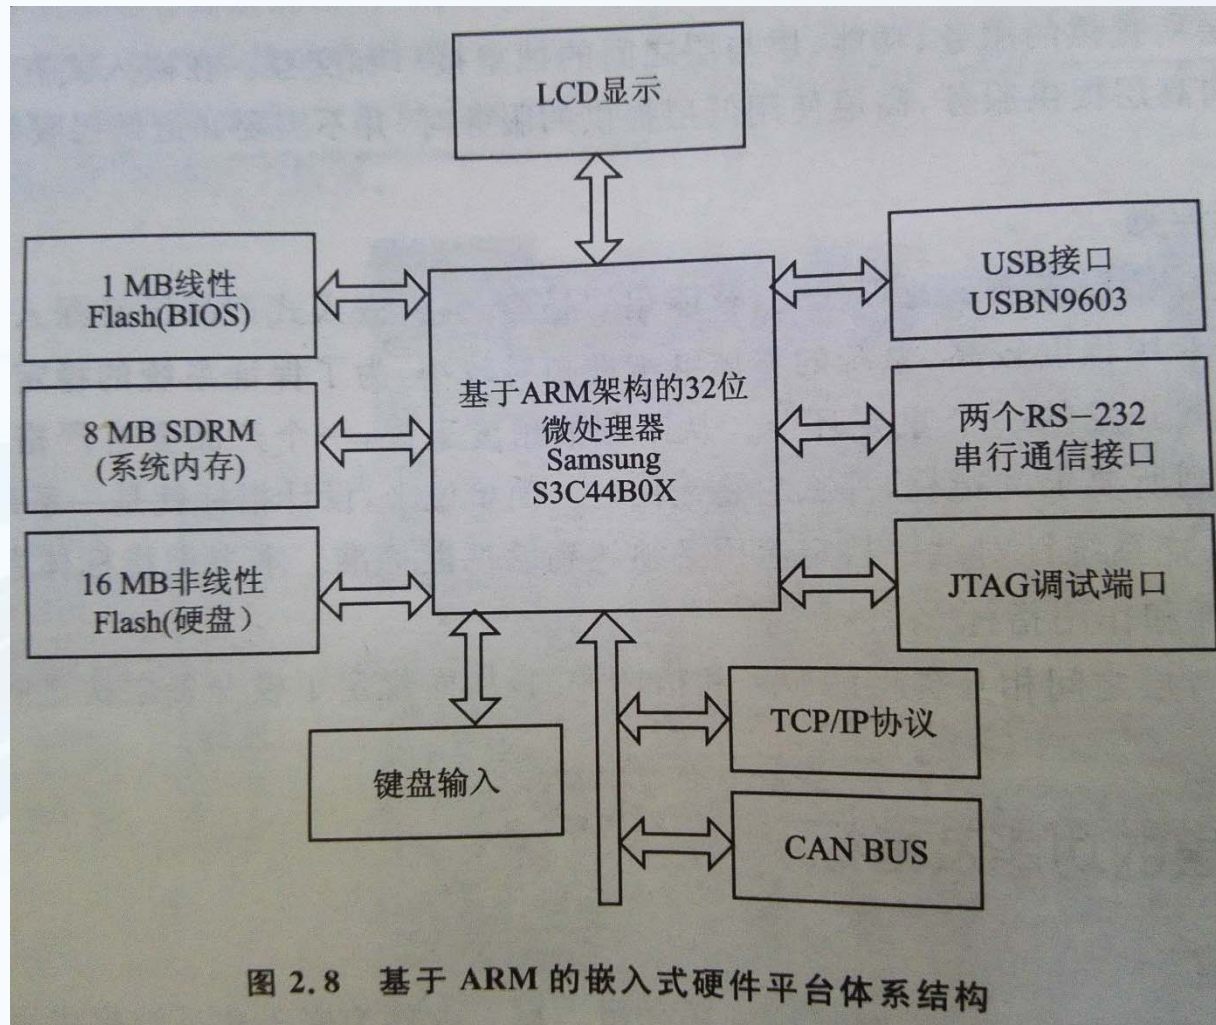 LCD显示
1 MB线性
Flash(BIOS)
USB接口
USBN9603
8 MB SDRM
(系统内存)
基于ARM架构的32位
微处理器
Samsung
S3C44B0X
两个RS-232
串行通信接口
16 MB非线性
Flash(硬盘)
JTAG调试端口
键盘输入
TCP/IP协议
CAN BUS
图 2.8 基于 ARM 的嵌入式硬件平台体系结构